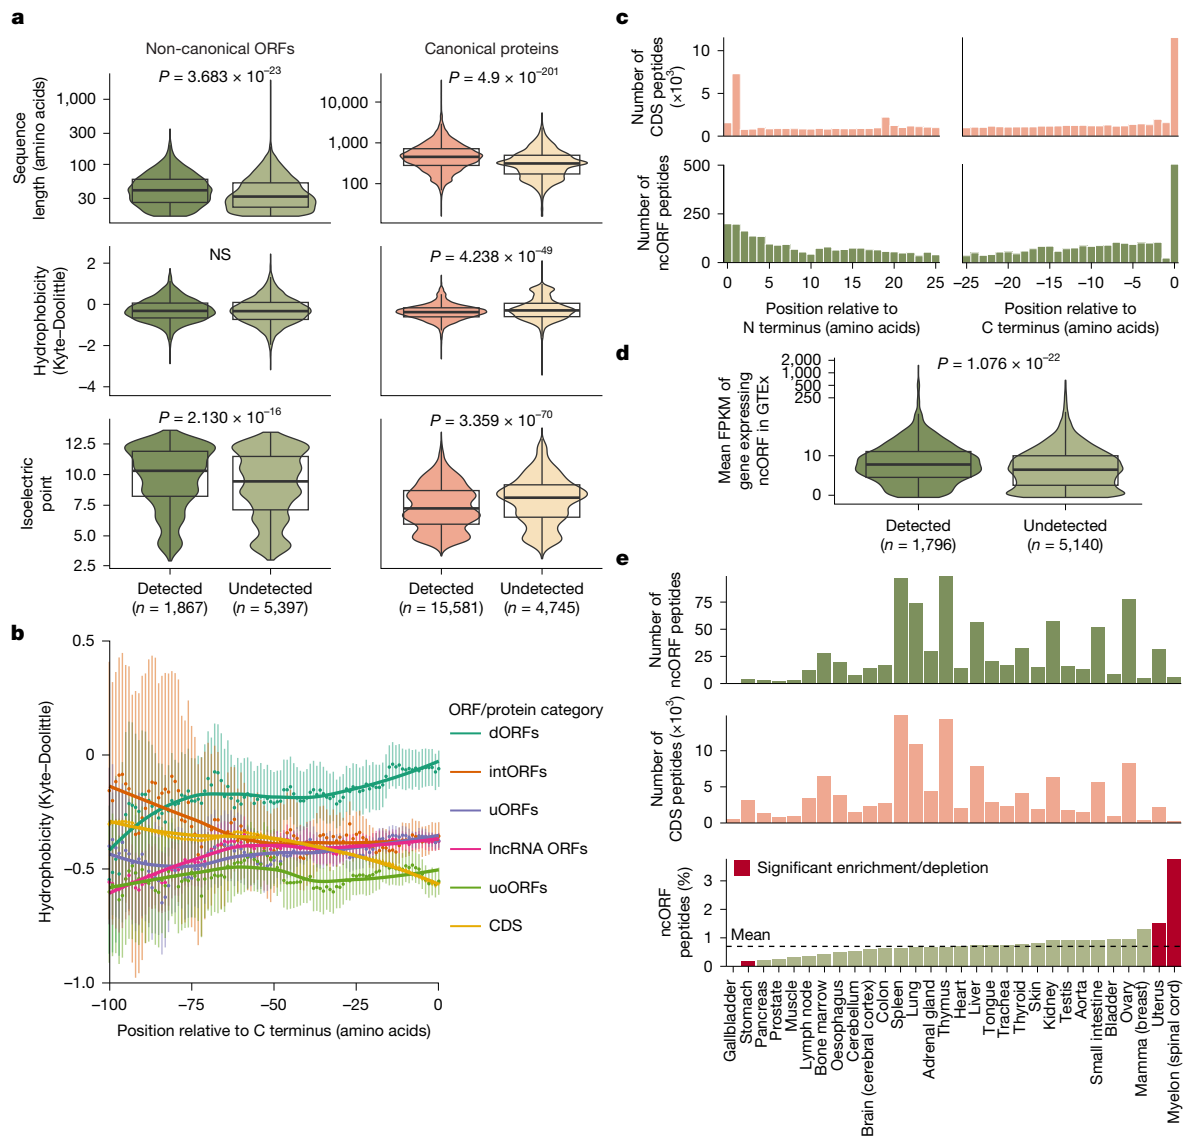 a
Non-canonical ORFs
Canonical proteins
P = 3.683 × 10⁻²³
P = 4.9 × 10⁻²⁰¹
Sequence
length (amino acids)
1,000
300
100
30
10,000
1,000
100
NS
P = 4.238 × 10⁻⁴⁹
Hydrophobicity
(Kyte–Doolittle)
2
0
−2
−4
P = 2.130 × 10⁻¹⁶
P = 3.359 × 10⁻⁷⁰
Isoelectric
point
12.5
10.0
7.5
5.0
2.5
Detected
(n = 1,867)
Undetected
(n = 5,397)
Detected
(n = 15,581)
Undetected
(n = 4,745)
b
Hydrophobicity (Kyte–Doolittle)
0.5
0
−0.5
−1.0
−100
−75
−50
−25
0
Position relative to C terminus (amino acids)
ORF/protein category
dORFs
intORFs
uORFs
lncRNA ORFs
uoORFs
CDS
c
Number of
CDS peptides
(×10³)
10
5
0
Number of
ncORF peptides
500
250
0
0
5
10
15
20
25
−25
−20
−15
−10
−5
0
Position relative to
N terminus (amino acids)
Position relative to
C terminus (amino acids)
d
P = 1.076 × 10⁻²²
Mean FPKM of
gene expressing
ncORF in GTEx
2,000
1,000
500
250
10
0
Detected
(n = 1,796)
Undetected
(n = 5,140)
e
Number of
ncORF peptides
75
50
25
0
Number of
CDS peptides (×10³)
10
5
0
Significant enrichment/depletion
ncORF
peptides (%)
3
2
1
0
Mean
Gallbladder
Stomach
Pancreas
Prostate
Muscle
Lymph node
Bone marrow
Oesophagus
Cerebellum
Brain (cerebral cortex)
Colon
Spleen
Lung
Adrenal gland
Thymus
Heart
Liver
Tongue
Trachea
Thyroid
Skin
Kidney
Testis
Aorta
Small intestine
Bladder
Ovary
Mamma (breast)
Uterus
Myelon (spinal cord)